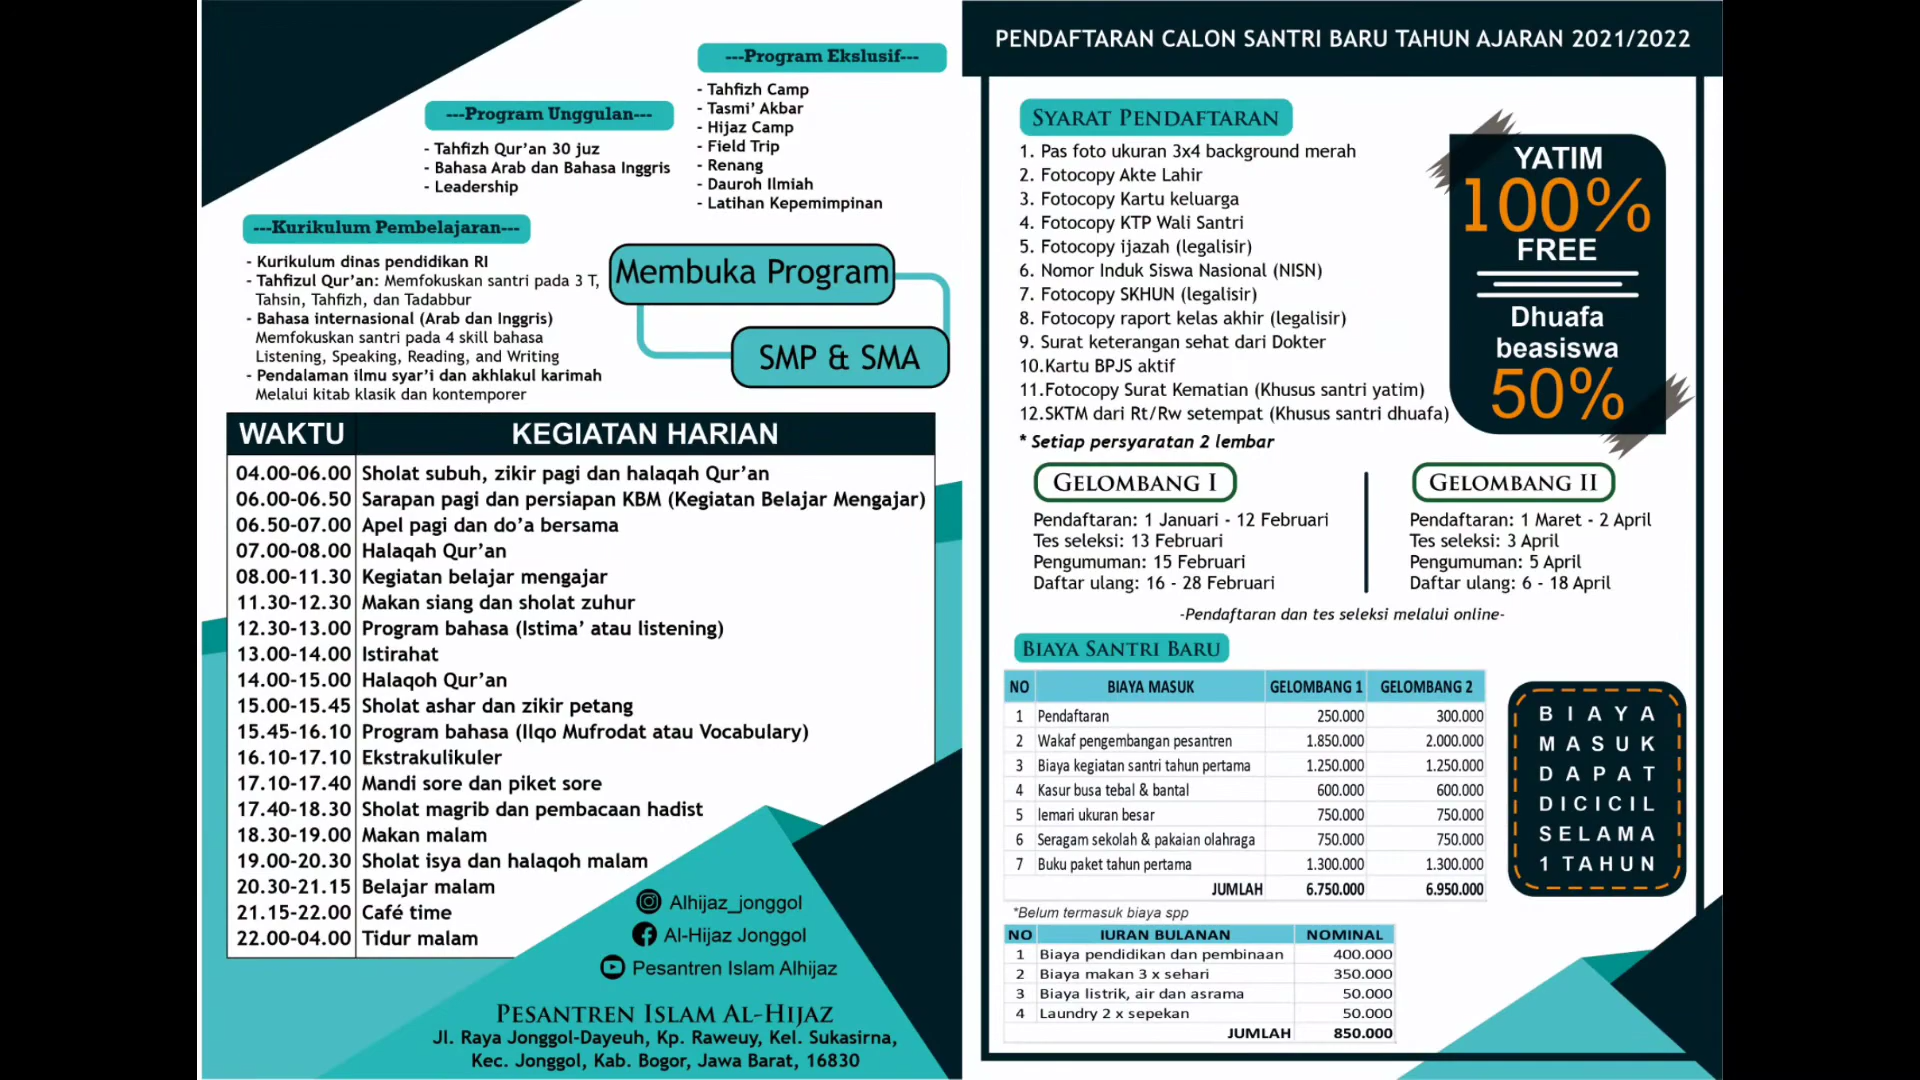 ---Program Ekslusif---
- Tahfizh Camp
- Tasmi' Akbar
- Hijaz Camp
- Field Trip
- Renang
- Dauroh Ilmiah
- Latihan Kepemimpinan
---Program Unggulan---
- Tahfizh Qur'an 30 juz
- Bahasa Arab dan Bahasa Inggris
- Leadership
---Kurikulum Pembelajaran---
- Kurikulum dinas pendidikan RI
- Tahfizul Qur'an: Memfokuskan santri pada 3 T,
Tahsin, Tahfizh, dan Tadabbur
- Bahasa internasional (Arab dan Inggris)
Memfokuskan santri pada 4 skill bahasa
Listening, Speaking, Reading, and Writing
- Pendalaman ilmu syar'i dan akhlakul karimah
Melalui kitab klasik dan kontemporer
Membuka Program
SMP & SMA
WAKTU KEGIATAN HARIAN
04.00-06.00 Sholat subuh, zikir pagi dan halaqah Qur'an
06.00-06.50 Sarapan pagi dan persiapan KBM (Kegiatan Belajar Mengajar)
06.50-07.00 Apel pagi dan do'a bersama
07.00-08.00 Halaqah Qur'an
08.00-11.30 Kegiatan belajar mengajar
11.30-12.30 Makan siang dan sholat zuhur
12.30-13.00 Program bahasa (Istima' atau listening)
13.00-14.00 Istirahat
14.00-15.00 Halaqoh Qur'an
15.00-15.45 Sholat ashar dan zikir petang
15.45-16.10 Program bahasa (Ilqo Mufrodat atau Vocabulary)
16.10-17.10 Ekstrakulikuler
17.10-17.40 Mandi sore dan piket sore
17.40-18.30 Sholat magrib dan pembacaan hadist
18.30-19.00 Makan malam
19.00-20.30 Sholat isya dan halaqoh malam
20.30-21.15 Belajar malam
21.15-22.00 Café time
22.00-04.00 Tidur malam
Alhijaz_jonggol
Al-Hijaz Jonggol
Pesantren Islam Alhijaz
PESANTREN ISLAM AL-HIJAZ
Jl. Raya Jonggol-Dayeuh, Kp. Raweuy, Kel. Sukasirna,
Kec. Jonggol, Kab. Bogor, Jawa Barat, 16830
PENDAFTARAN CALON SANTRI BARU TAHUN AJARAN 2021/2022
SYARAT PENDAFTARAN
1. Pas foto ukuran 3x4 background merah
2. Fotocopy Akte Lahir
3. Fotocopy Kartu keluarga
4. Fotocopy KTP Wali Santri
5. Fotocopy ijazah (legalisir)
6. Nomor Induk Siswa Nasional (NISN)
7. Fotocopy SKHUN (legalisir)
8. Fotocopy raport kelas akhir (legalisir)
9. Surat keterangan sehat dari Dokter
10.Kartu BPJS aktif
11.Fotocopy Surat Kematian (Khusus santri yatim)
12.SKTM dari Rt/Rw setempat (Khusus santri dhuafa)
* Setiap persyaratan 2 lembar
YATIM
100%
FREE
Dhuafa
beasiswa
50%
GELOMBANG I
Pendaftaran: 1 Januari - 12 Februari
Tes seleksi: 13 Februari
Pengumuman: 15 Februari
Daftar ulang: 16 - 28 Februari
GELOMBANG II
Pendaftaran: 1 Maret - 2 April
Tes seleksi: 3 April
Pengumuman: 5 April
Daftar ulang: 6 - 18 April
-Pendaftaran dan tes seleksi melalui online-
BIAYA SANTRI BARU
NO BIAYA MASUK GELOMBANG 1 GELOMBANG 2
1 Pendaftaran 250.000 300.000
2 Wakaf pengembangan pesantren 1.850.000 2.000.000
3 Biaya kegiatan santri tahun pertama 1.250.000 1.250.000
4 Kasur busa tebal & bantal 600.000 600.000
5 lemari ukuran besar 750.000 750.000
6 Seragam sekolah & pakaian olahraga 750.000 750.000
7 Buku paket tahun pertama 1.300.000 1.300.000
JUMLAH 6.750.000 6.950.000
*Belum termasuk biaya spp
BIAYA
MASUK
DAPAT
DICICIL
SELAMA
1 TAHUN
NO IURAN BULANAN NOMINAL
1 Biaya pendidikan dan pembinaan 400.000
2 Biaya makan 3 x sehari 350.000
3 Biaya listrik, air dan asrama 50.000
4 Laundry 2 x sepekan 50.000
JUMLAH 850.000